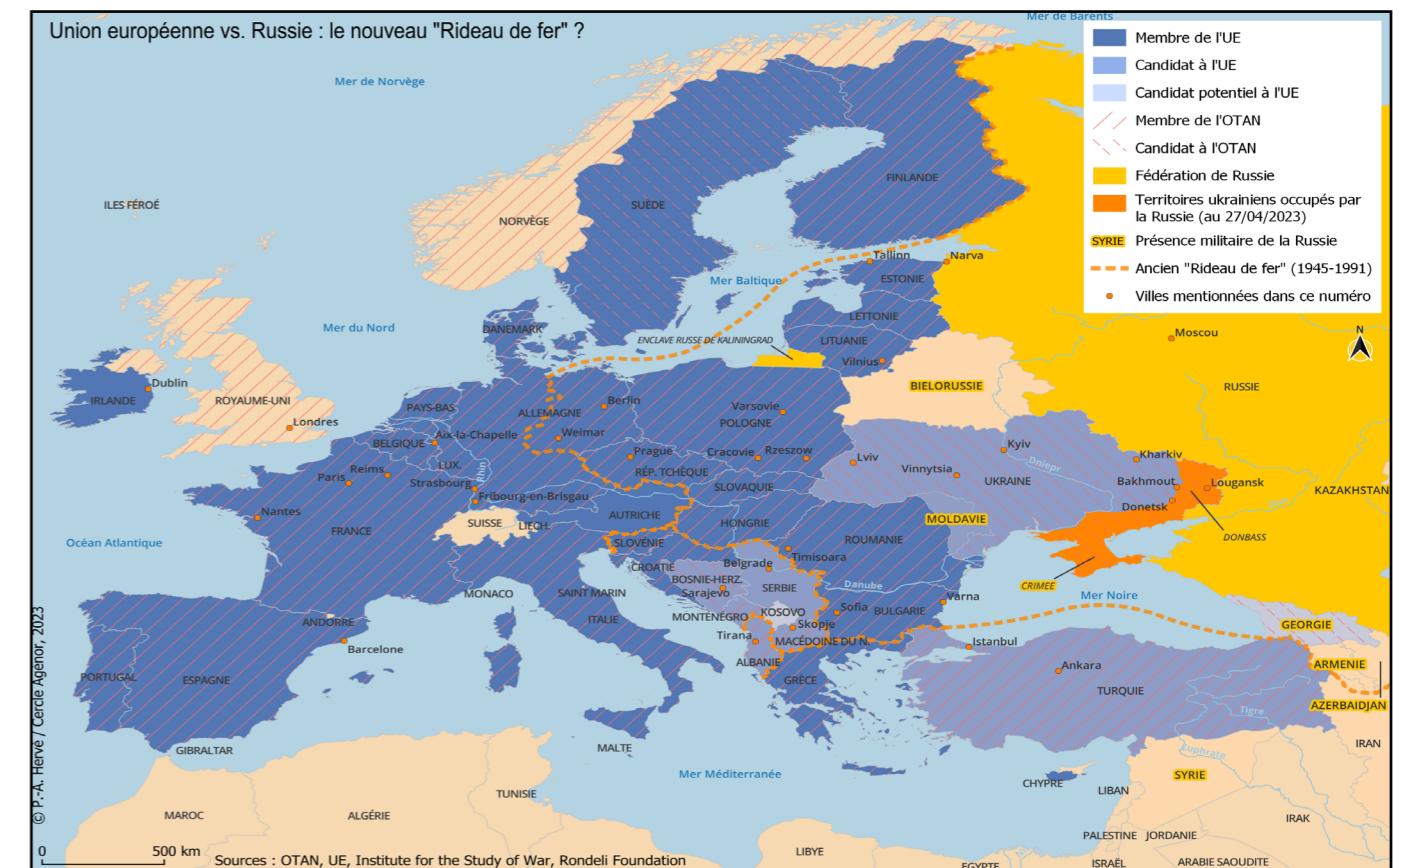 Union européenne vs. Russie : le nouveau "Rideau de fer" ?
Mer de Barents
Membre de l'UE
Candidat à l'UE
Candidat potentiel à l'UE
Membre de l'OTAN
Candidat à l'OTAN
Fédération de Russie
Territoires ukrainiens occupés par
la Russie (au 27/04/2023)
SYRIE Présence militaire de la Russie
Ancien "Rideau de fer" (1945-1991)
Villes mentionnées dans ce numéro
N
Mer de Norvège
ILES FÉROÉ
NORVÈGE
SUÈDE
FINLANDE
Tallinn
Narva
ESTONIE
Mer Baltique
LETTONIE
Mer du Nord
DANEMARK
ENCLAVE RUSSE DE KALININGRAD
LITUANIE
Vilnius
Moscou
RUSSIE
BIELORUSSIE
Dublin
IRLANDE
ROYAUME-UNI
Londres
PAYS-BAS
ALLEMAGNE
Berlin
Varsovie
POLOGNE
BELGIQUE
Aix-la-Chapelle
Weimar
LUX.
Rhin
Prague
RÉP. TCHÈQUE
Cracovie
Rzeszow
Lviv
Vinnytsia
Kyiv
Dniepr
UKRAINE
Kharkiv
Bakhmout
Lougansk
Donetsk
DONBASS
Don
KAZAKHSTAN
Paris
Reims
Strasbourg
Fribourg-en-Brisgau
SLOVAQUIE
Nantes
FRANCE
SUISSE
LIECH.
AUTRICHE
HONGRIE
MOLDAVIE
Océan Atlantique
SLOVÉNIE
CROATIE
ROUMANIE
Timisoara
Belgrade
BOSNIE-HERZ.
Sarajevo
SERBIE
Danube
CRIMEE
Mer Noire
MONACO
SAINT MARIN
ITALIE
MONTÉNÉGRO
KOSOVO
Skopje
Sofia
BULGARIE
Varna
ANDORRE
Barcelone
Tirana
MACÉDOINE DU N.
Istanbul
GEORGIE
ALBANIE
GRÈCE
Ankara
TURQUIE
ARMENIE
AZERBAIDJAN
PORTUGAL
ESPAGNE
Tigre
GIBRALTAR
MALTE
Euphrate
IRAN
Mer Méditerranée
CHYPRE
SYRIE
LIBAN
TUNISIE
MAROC
ALGÉRIE
IRAK
PALESTINE
JORDANIE
LIBYE
EGYPTE
ISRAËL
ARABIE SAOUDITE
0 500 km
Sources : OTAN, UE, Institute for the Study of War, Rondeli Foundation
© P.-A. Hervé / Cercle Agénor, 2023